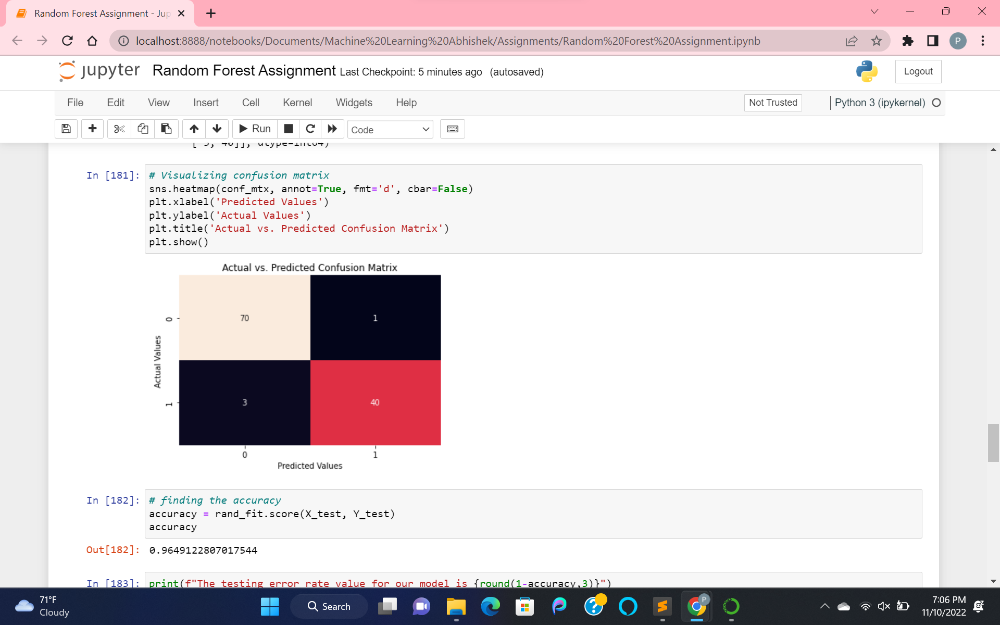 Random Forest Assignment - Jup
localhost:8888/notebooks/Documents/Machine%20Learning%20Abhishek/Assignments/Random%20Forest%20Assignment.ipynb
P
jupyter Random Forest Assignment Last Checkpoint: 5 minutes ago (autosaved)
Logout
File Edit View Insert Cell Kernel Widgets Help
Not Trusted
Python 3 (ipykernel)
Run
Code
[ 3, 40]], dtype=int64)
In [181]:
# Visualizing confusion matrix
sns.heatmap(conf_mtx, annot=True, fmt='d', cbar=False)
plt.xlabel('Predicted Values')
plt.ylabel('Actual Values')
plt.title('Actual vs. Predicted Confusion Matrix')
plt.show()
Actual vs. Predicted Confusion Matrix
0
70
1
Actual Values
1
3
40
0
1
Predicted Values
In [182]:
# finding the accuracy
accuracy = rand_fit.score(X_test, Y_test)
accuracy
Out[182]: 0.9649122807017544
In [183]: print(f"The testing error rate value for our model is {round(1-accuracy,3)}")
71°F
Cloudy
Search
P
7:06 PM
11/10/2022